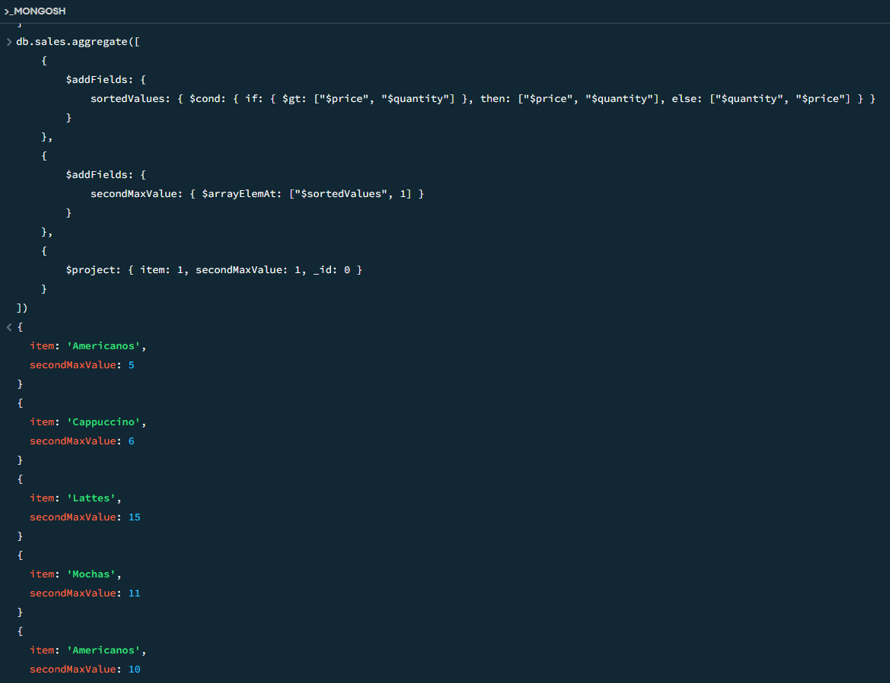 >_MONGOSH
]
db.sales.aggregate([
{
$addFields: {
sortedValues: { $cond: { if: { $gt: ["$price", "$quantity"] }, then: ["$price", "$quantity"], else: ["$quantity", "$price"] } }
}
},
{
$addFields: {
secondMaxValue: { $arrayElemAt: ["$sortedValues", 1] }
}
},
{
$project: { item: 1, secondMaxValue: 1, _id: 0 }
}
])
{
item: 'Americanos',
secondMaxValue: 5
}
{
item: 'Cappuccino',
secondMaxValue: 6
}
{
item: 'Lattes',
secondMaxValue: 15
}
{
item: 'Mochas',
secondMaxValue: 11
}
{
item: 'Americanos',
secondMaxValue: 10